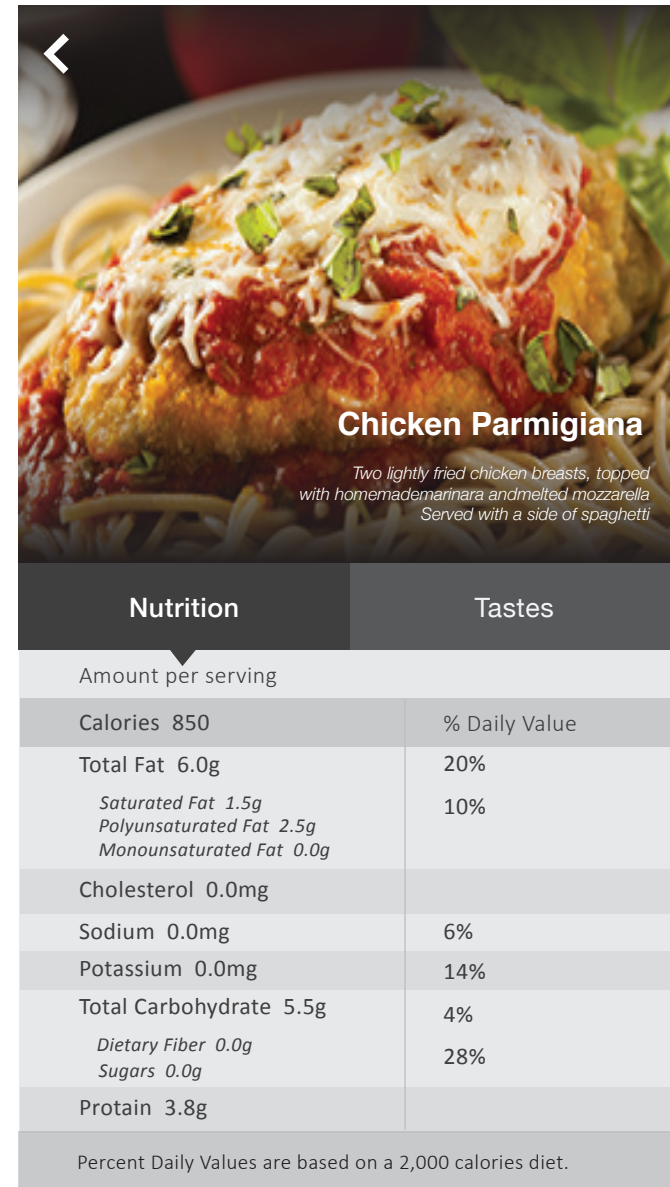 Chicken Parmigiana
Two lightly fried chicken breasts, topped
with homemademarinara andmelted mozzarella
Served with a side of spaghetti
Nutrition Tastes
Amount per serving
Calories 850 % Daily Value
Total Fat 6.0g 20%
Saturated Fat 1.5g 10%
Polyunsaturated Fat 2.5g
Monounsaturated Fat 0.0g
Cholesterol 0.0mg
Sodium 0.0mg 6%
Potassium 0.0mg 14%
Total Carbohydrate 5.5g 4%
Dietary Fiber 0.0g 28%
Sugars 0.0g
Protain 3.8g
Percent Daily Values are based on a 2,000 calories diet.